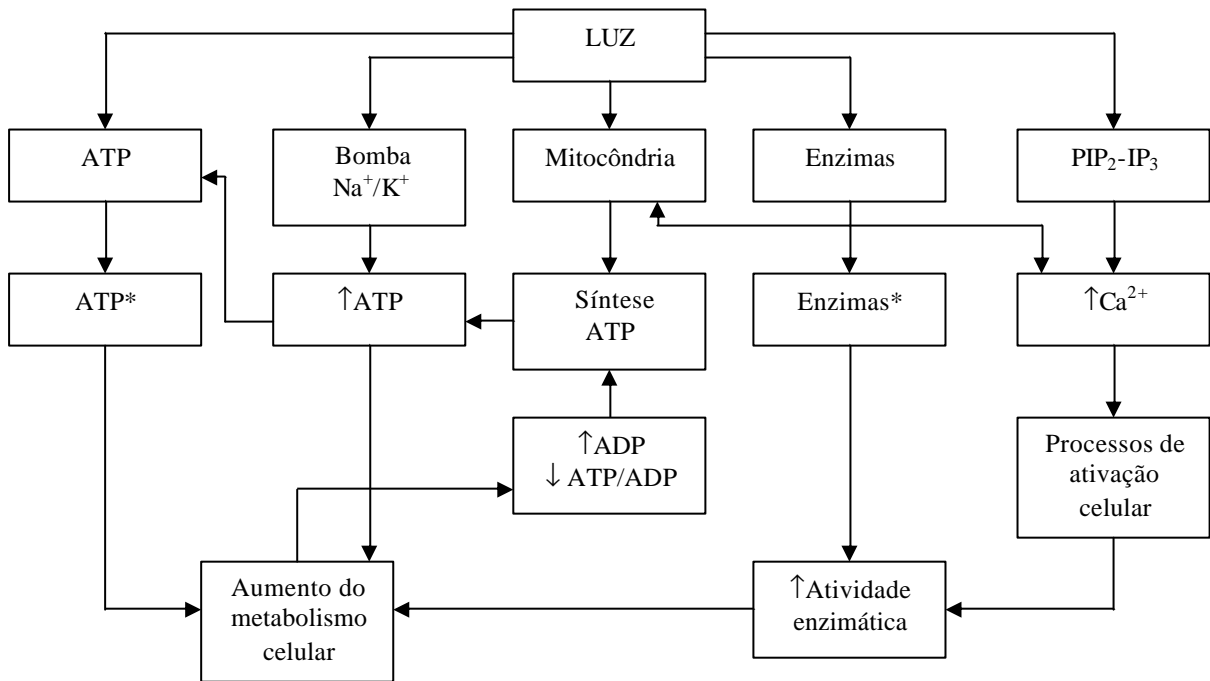 LUZ
ATP
Bomba
Na⁺/K⁺
Mitocôndria
Enzimas
PIP₂-IP₃
ATP*
↑ATP
Síntese
ATP
Enzimas*
↑Ca²⁺
↑ADP
↓ ATP/ADP
Processos de
ativação
celular
Aumento do
metabolismo
celular
↑Atividade
enzimática